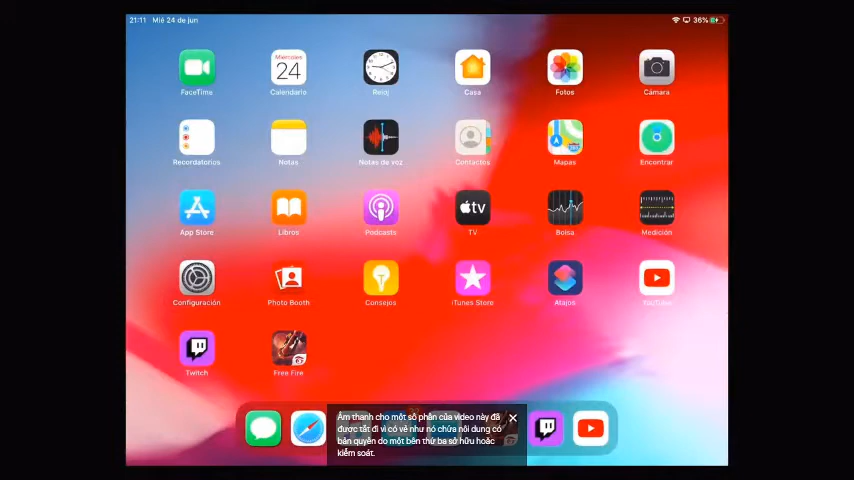 21:11 Mié 24 de jun 36%
Miércoles
24
FaceTime Calendario Reloj Casa Fotos Cámara
Recordatorios Notas Notas de voz Contactos Mapas Encontrar
tv
App Store Libros Podcasts TV Bolsa Medición
Configuración Photo Booth Consejos iTunes Store Atajos YouTube
Twitch Free Fire
Âm thanh cho một số phần của video này đã
được tắt đi vì có vẻ như nó chứa nội dung có
bản quyền do một bên thứ ba sở hữu hoặc
kiểm soát.